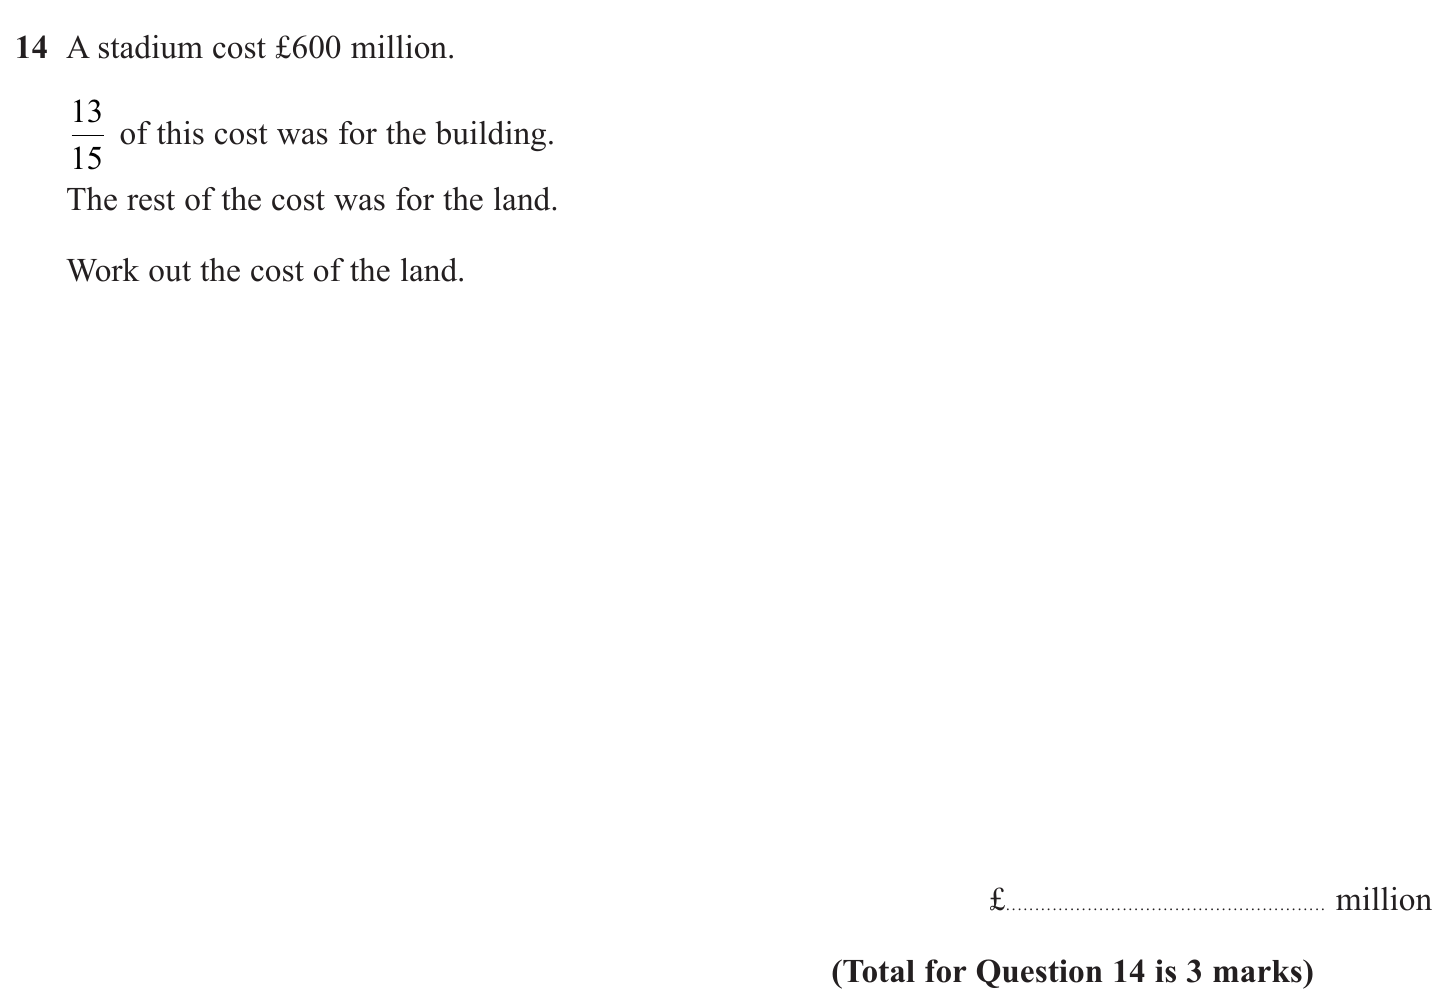 14 A stadium cost £600 million.
13
15
of this cost was for the building.
The rest of the cost was for the land.
Work out the cost of the land.
£........................................................ million
(Total for Question 14 is 3 marks)